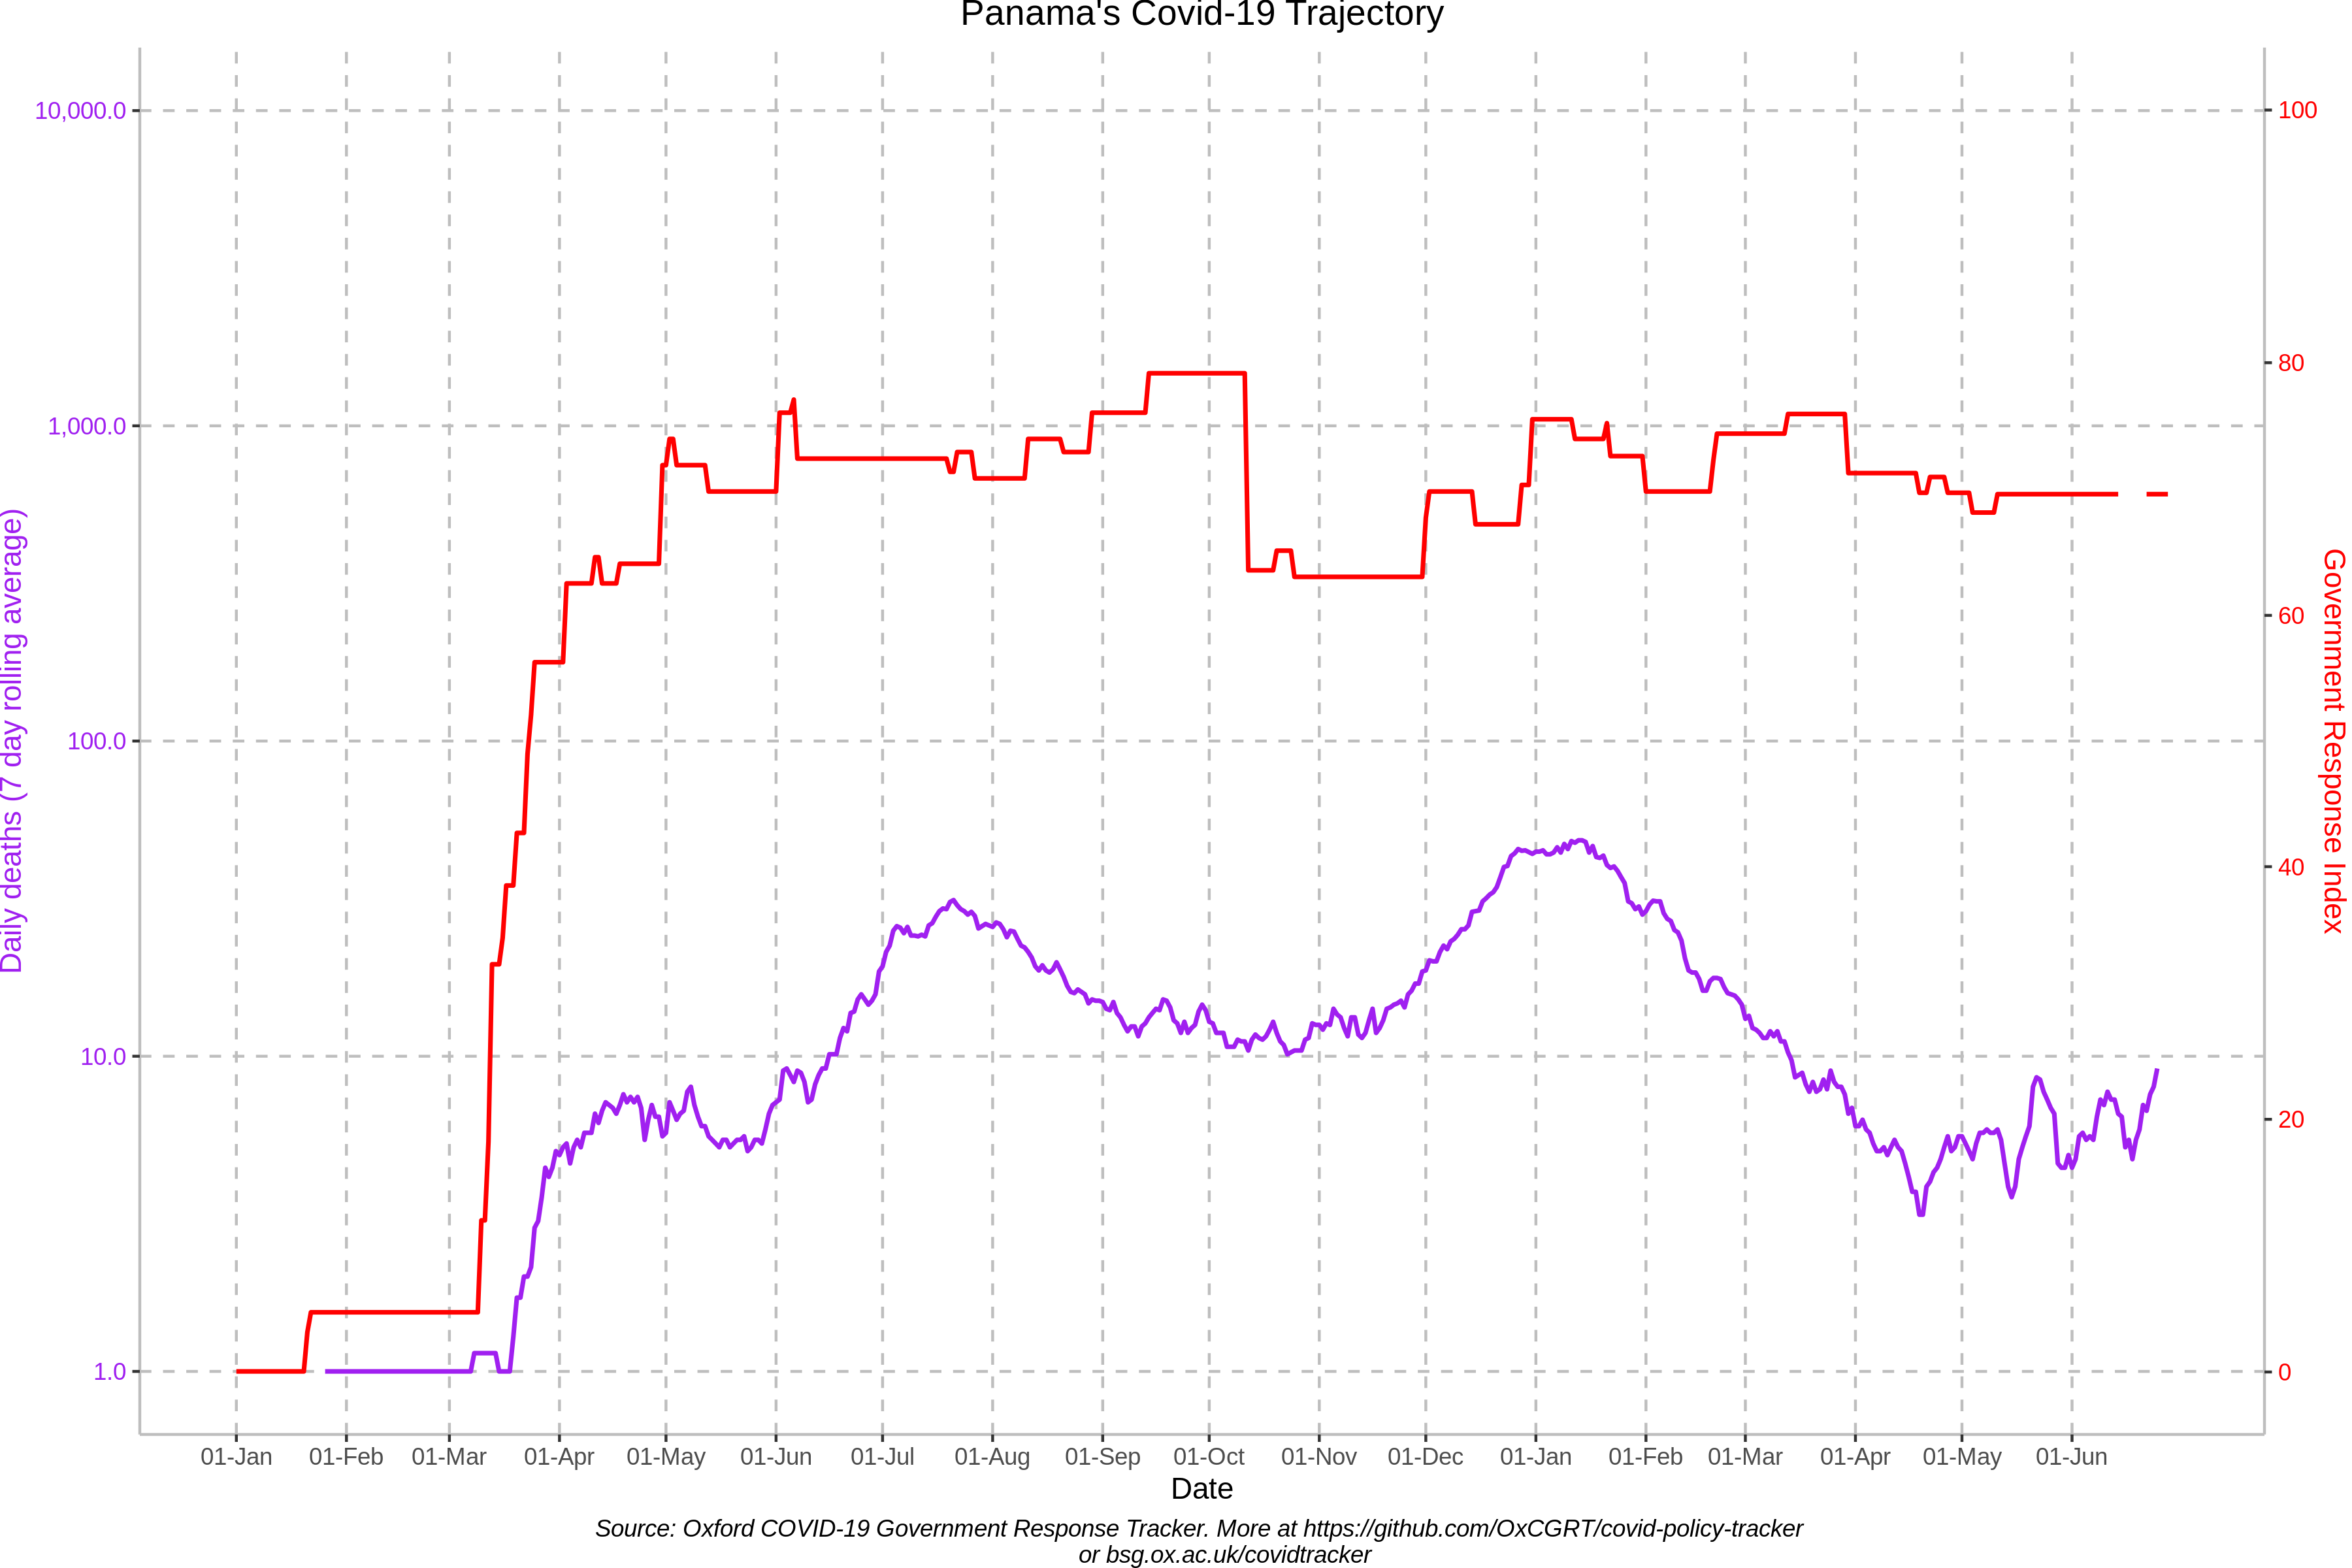 Panama's Covid-19 Trajectory
10,000.0
1,000.0
100.0
10.0
1.0
Daily deaths (7 day rolling average)
100
80
60
40
20
0
Government Response Index
01-Jan 01-Feb 01-Mar 01-Apr 01-May 01-Jun 01-Jul 01-Aug 01-Sep 01-Oct 01-Nov 01-Dec 01-Jan 01-Feb 01-Mar 01-Apr 01-May 01-Jun
Date
Source: Oxford COVID-19 Government Response Tracker. More at https://github.com/OxCGRT/covid-policy-tracker
or bsg.ox.ac.uk/covidtracker